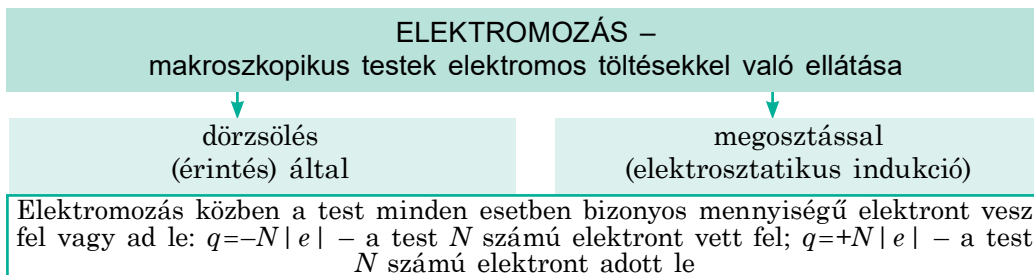 ELEKTROMOZÁS –
makroszkopikus testek elektromos töltésekkel való ellátása
dörzsölés
(érintés) által
megosztással
(elektrosztatikus indukció)
Elektromozás közben a test minden esetben bizonyos mennyiségű elektront vesz
fel vagy ad le: q=–N|e| – a test N számú elektront vett fel; q=+N|e| – a test
N számú elektront adott le